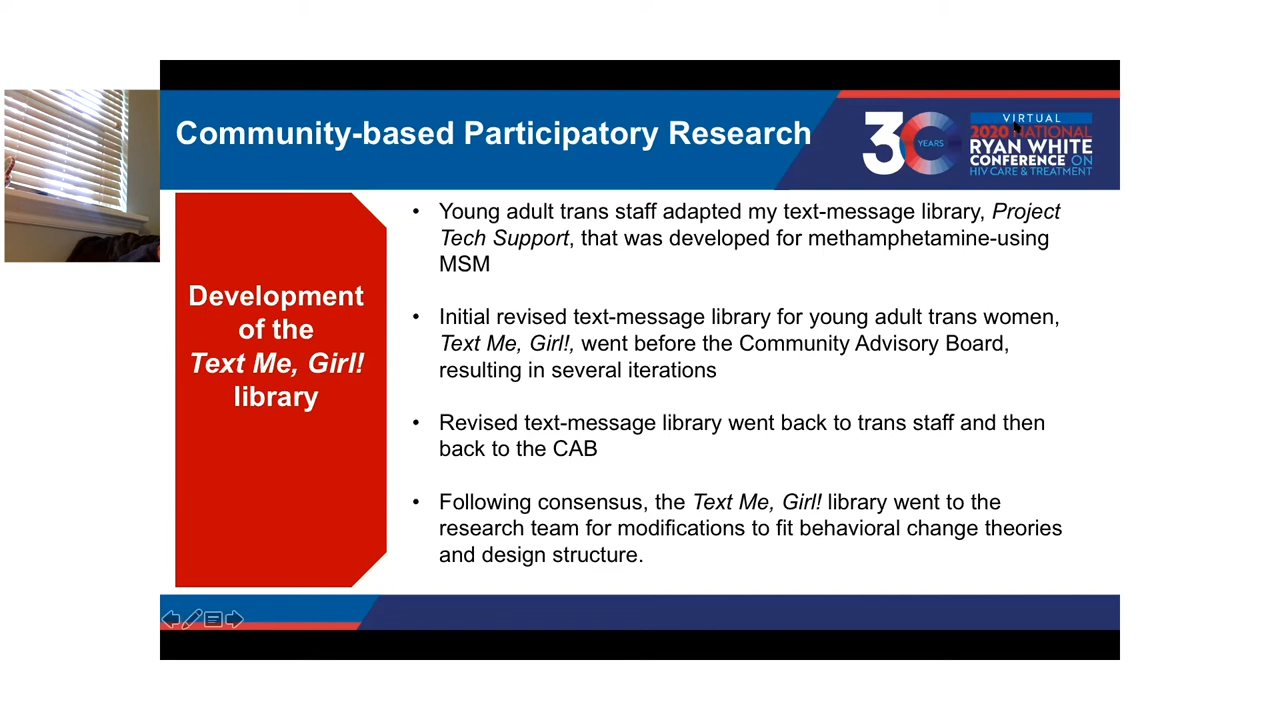 Community-based Participatory Research
30
YEARS
VIRTUAL
2020 NATIONAL
RYAN WHITE
CONFERENCE ON
HIV CARE & TREATMENT
Development
of the
Text Me, Girl!
library
• Young adult trans staff adapted my text-message library, Project
Tech Support, that was developed for methamphetamine-using
MSM
• Initial revised text-message library for young adult trans women,
Text Me, Girl!, went before the Community Advisory Board,
resulting in several iterations
• Revised text-message library went back to trans staff and then
back to the CAB
• Following consensus, the Text Me, Girl! library went to the
research team for modifications to fit behavioral change theories
and design structure.